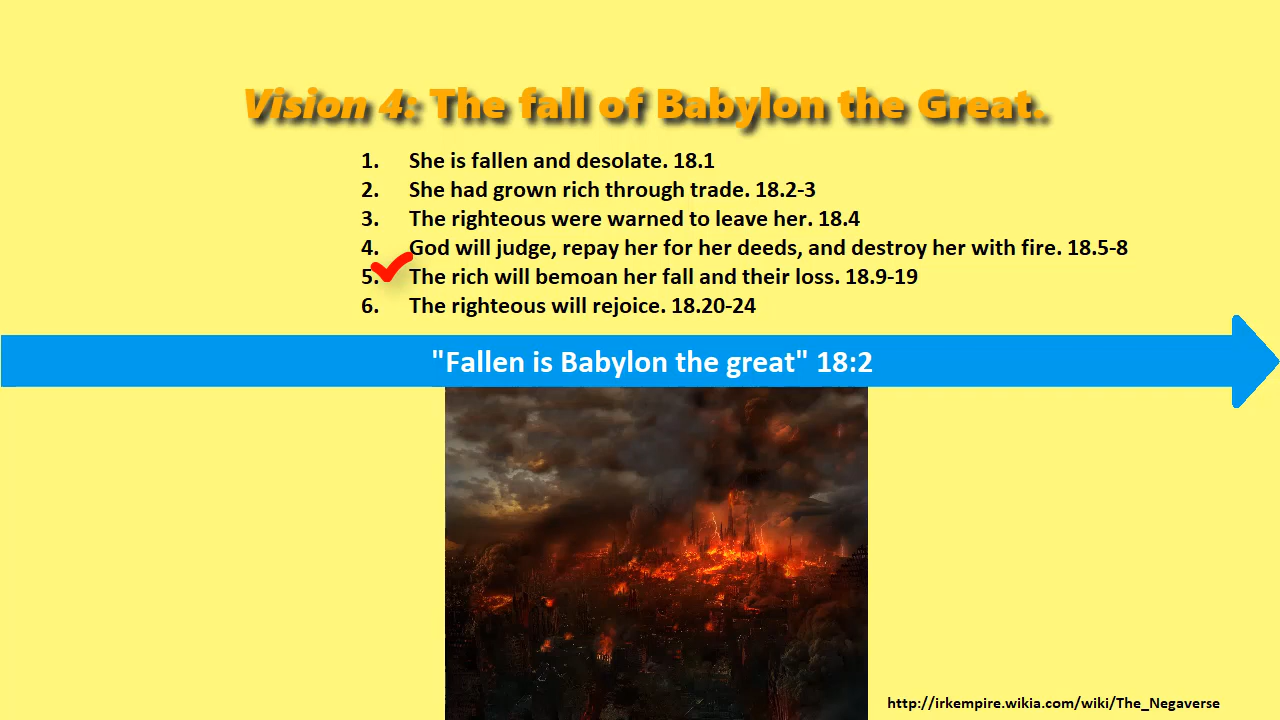 Vision 4: The fall of Babylon the Great.
1. She is fallen and desolate. 18.1
2. She had grown rich through trade. 18.2-3
3. The righteous were warned to leave her. 18.4
4. God will judge, repay her for her deeds, and destroy her with fire. 18.5-8
5. The rich will bemoan her fall and their loss. 18.9-19
6. The righteous will rejoice. 18.20-24
"Fallen is Babylon the great" 18:2
http://irkempire.wikia.com/wiki/The_Negaverse